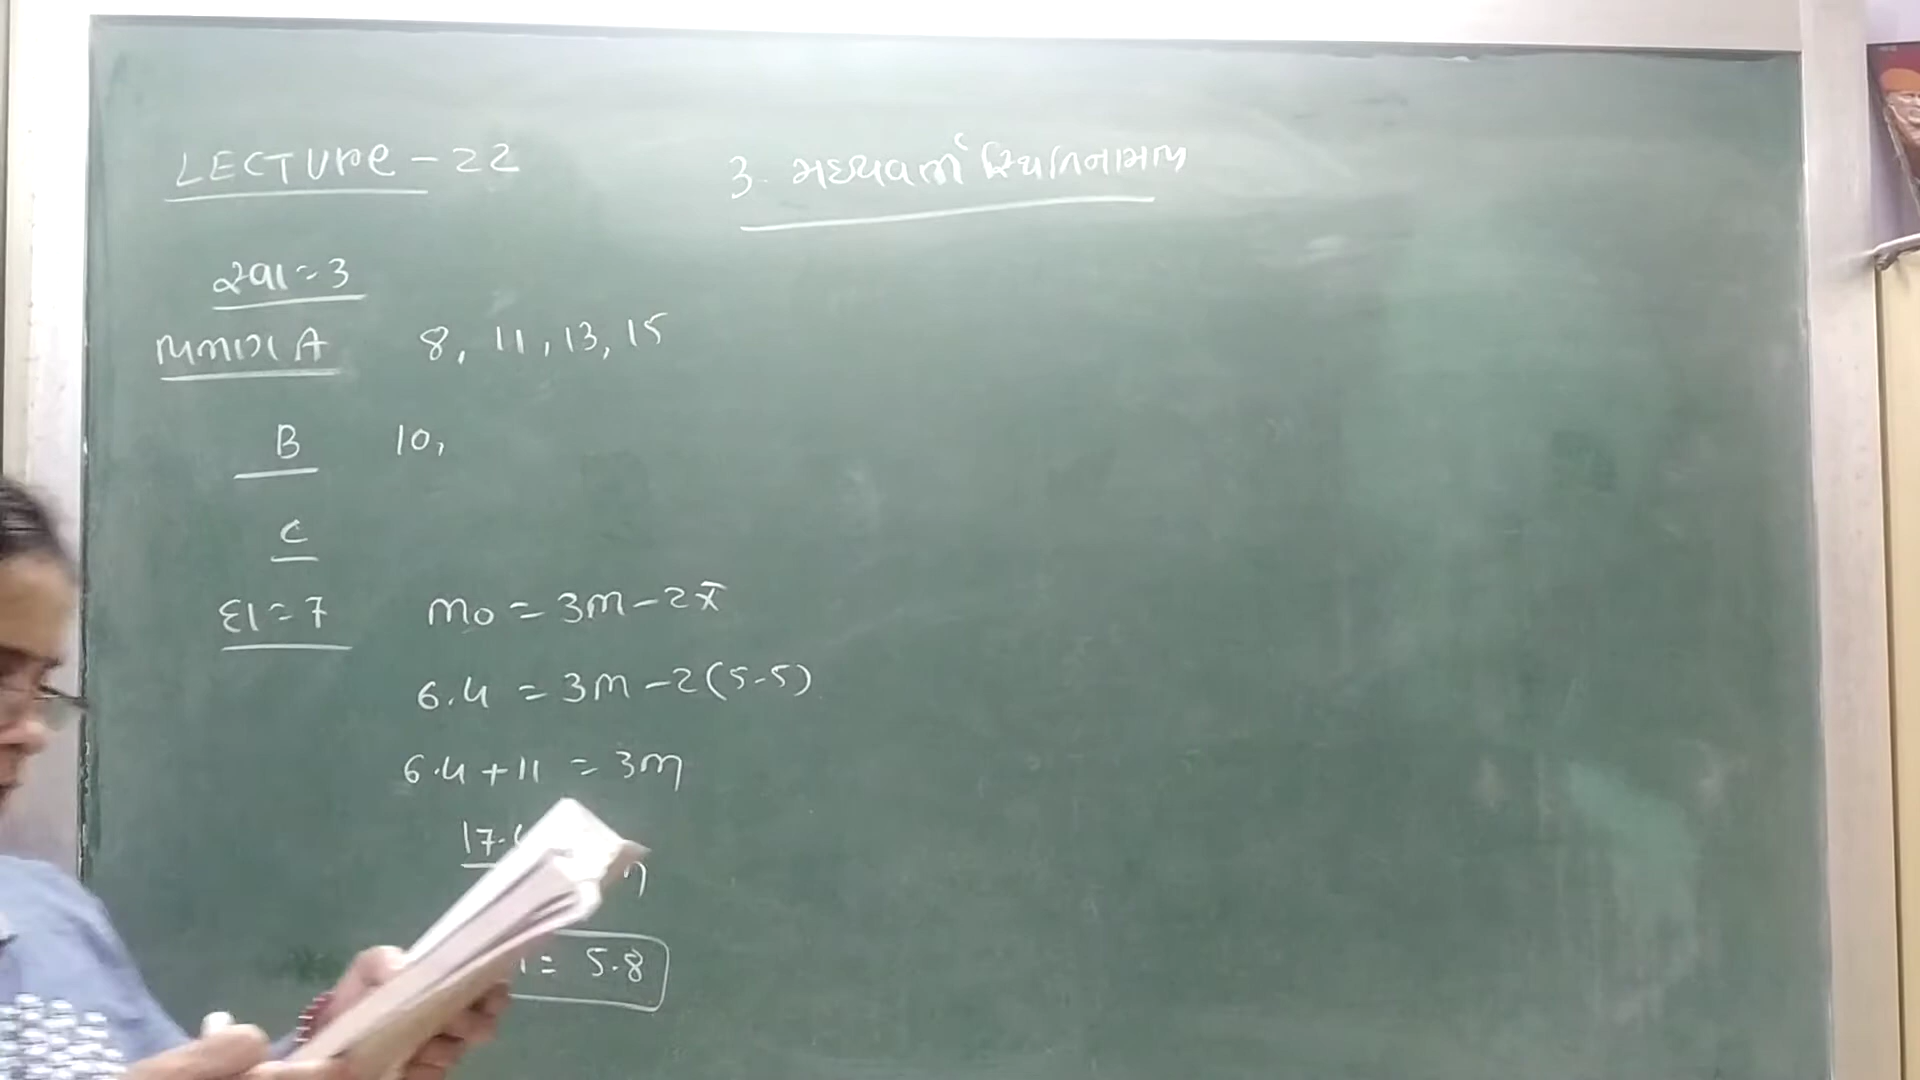 LECTURE - 22
3. મધ્યવર્તી સ્થિતિમાન
સ્વા = 3
વિભાગ A 8, 11, 13, 15
B 10,
C
દા = 7 m₀ = 3m - 2x̄
6.4 = 3m - 2(5.5)
6.4 + 11 = 3m
17.
= 5.8